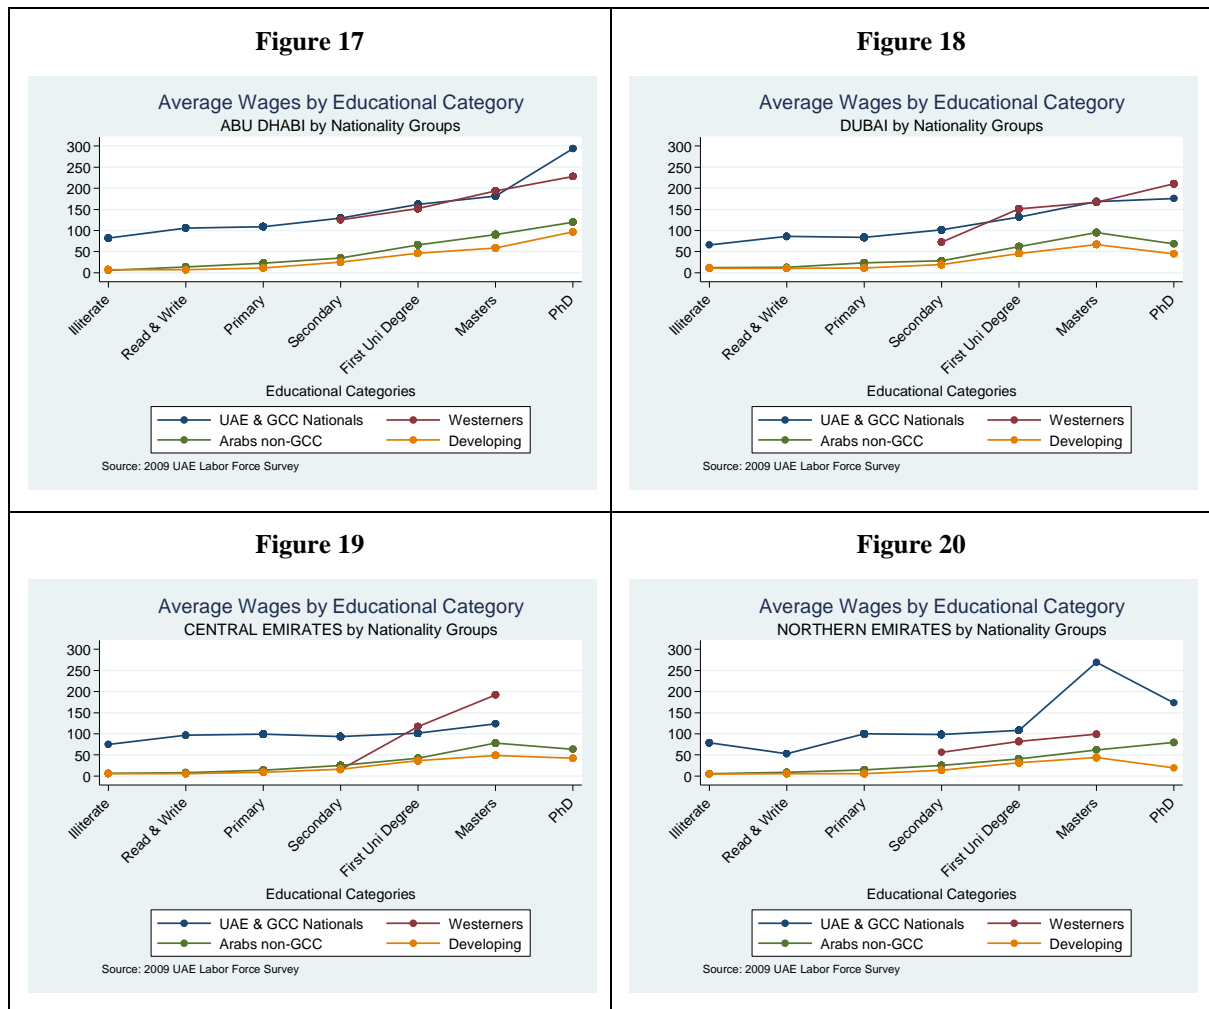 Figure 17
Average Wages by Educational Category
ABU DHABI by Nationality Groups
300
250
200
150
100
50
0
Illiterate
Read & Write
Primary
Secondary
First Uni Degree
Masters
PhD
Educational Categories
UAE & GCC Nationals
Westerners
Arabs non-GCC
Developing
Source: 2009 UAE Labor Force Survey
Figure 18
Average Wages by Educational Category
DUBAI by Nationality Groups
300
250
200
150
100
50
0
Illiterate
Read & Write
Primary
Secondary
First Uni Degree
Masters
PhD
Educational Categories
UAE & GCC Nationals
Westerners
Arabs non-GCC
Developing
Source: 2009 UAE Labor Force Survey
Figure 19
Average Wages by Educational Category
CENTRAL EMIRATES by Nationality Groups
300
250
200
150
100
50
0
Illiterate
Read & Write
Primary
Secondary
First Uni Degree
Masters
PhD
Educational Categories
UAE & GCC Nationals
Westerners
Arabs non-GCC
Developing
Source: 2009 UAE Labor Force Survey
Figure 20
Average Wages by Educational Category
NORTHERN EMIRATES by Nationality Groups
300
250
200
150
100
50
0
Illiterate
Read & Write
Primary
Secondary
First Uni Degree
Masters
PhD
Educational Categories
UAE & GCC Nationals
Westerners
Arabs non-GCC
Developing
Source: 2009 UAE Labor Force Survey